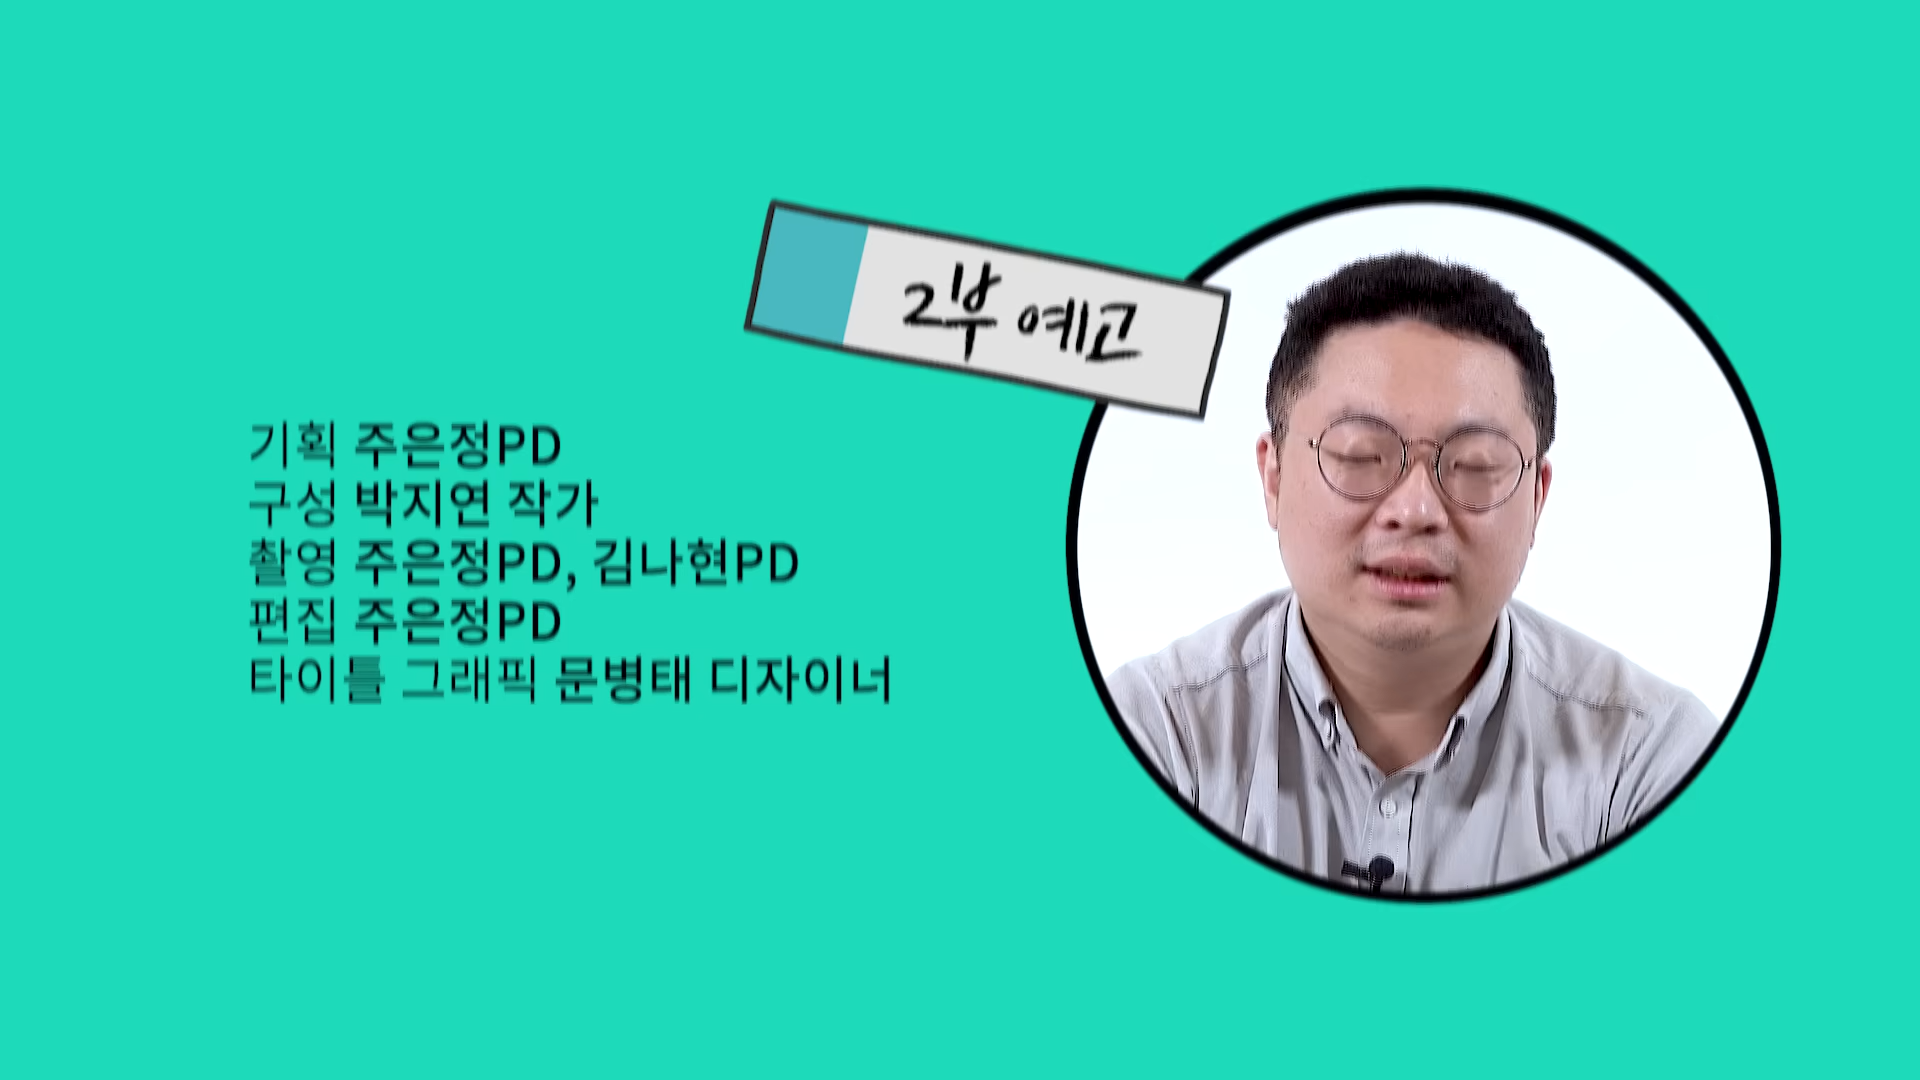 2부 예고
기획 주은정PD
구성 박지연 작가
촬영 주은정PD, 김나현PD
편집 주은정PD
타이틀 그래픽 문병태 디자이너